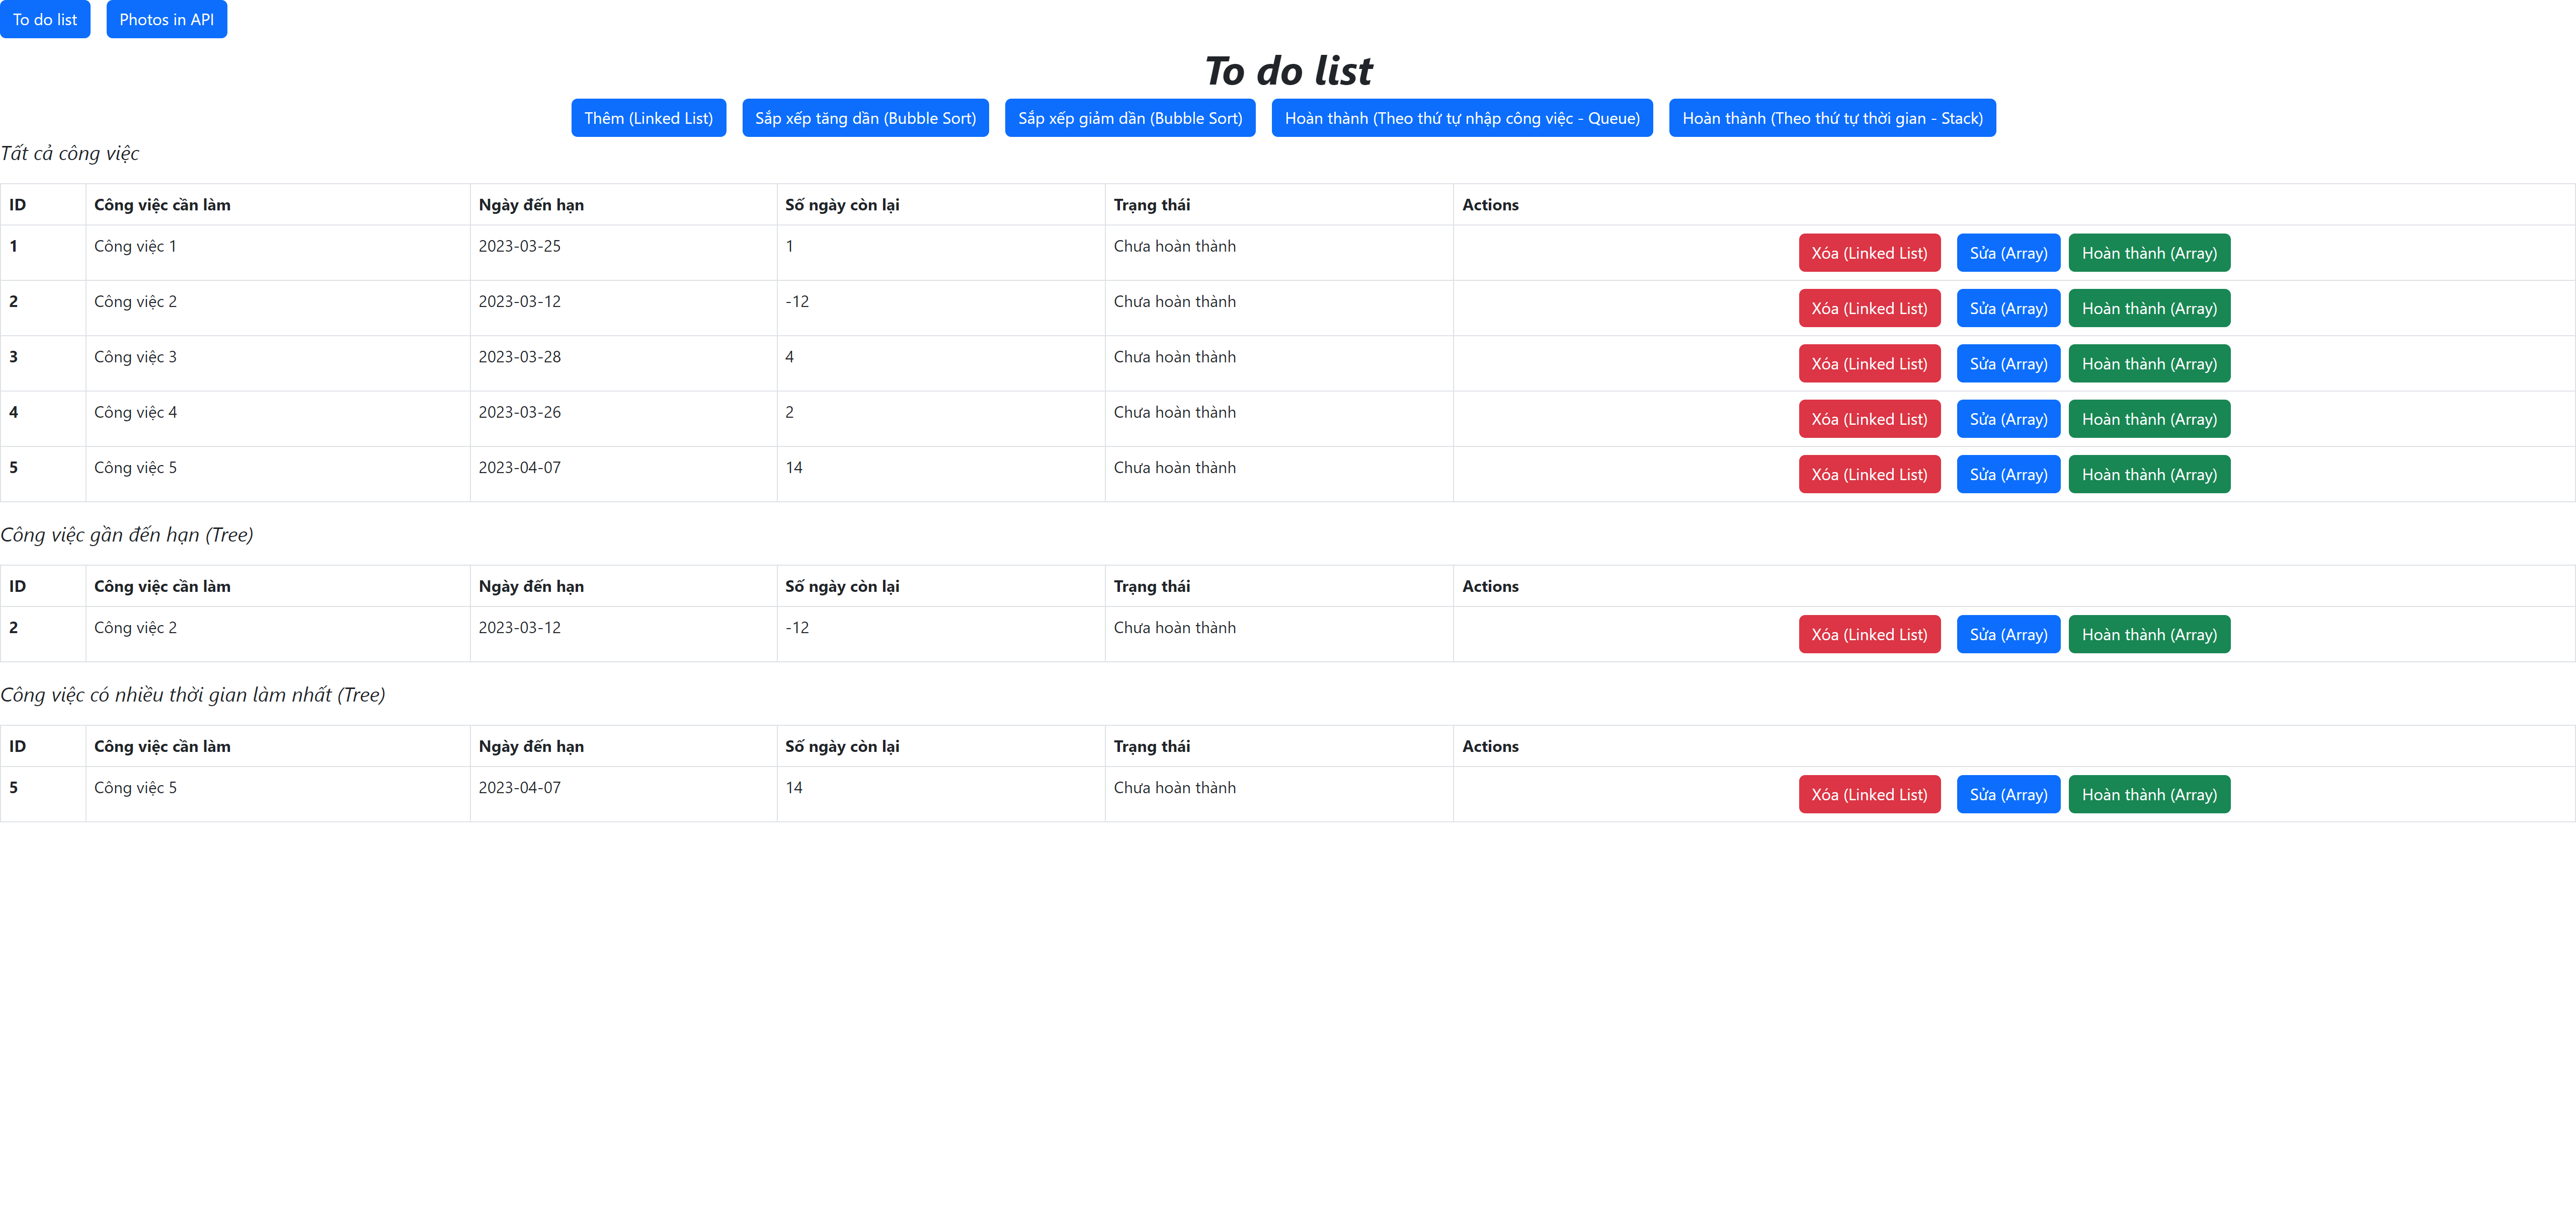 To do list Photos in API
To do list
Thêm (Linked List) Sắp xếp tăng dần (Bubble Sort) Sắp xếp giảm dần (Bubble Sort) Hoàn thành (Theo thứ tự nhập công việc - Queue) Hoàn thành (Theo thứ tự thời gian - Stack)
Tất cả công việc
ID Công việc cần làm Ngày đến hạn Số ngày còn lại Trạng thái Actions
1 Công việc 1 2023-03-25 1 Chưa hoàn thành Xóa (Linked List) Sửa (Array) Hoàn thành (Array)
2 Công việc 2 2023-03-12 -12 Chưa hoàn thành Xóa (Linked List) Sửa (Array) Hoàn thành (Array)
3 Công việc 3 2023-03-28 4 Chưa hoàn thành Xóa (Linked List) Sửa (Array) Hoàn thành (Array)
4 Công việc 4 2023-03-26 2 Chưa hoàn thành Xóa (Linked List) Sửa (Array) Hoàn thành (Array)
5 Công việc 5 2023-04-07 14 Chưa hoàn thành Xóa (Linked List) Sửa (Array) Hoàn thành (Array)
Công việc gần đến hạn (Tree)
ID Công việc cần làm Ngày đến hạn Số ngày còn lại Trạng thái Actions
2 Công việc 2 2023-03-12 -12 Chưa hoàn thành Xóa (Linked List) Sửa (Array) Hoàn thành (Array)
Công việc có nhiều thời gian làm nhất (Tree)
ID Công việc cần làm Ngày đến hạn Số ngày còn lại Trạng thái Actions
5 Công việc 5 2023-04-07 14 Chưa hoàn thành Xóa (Linked List) Sửa (Array) Hoàn thành (Array)